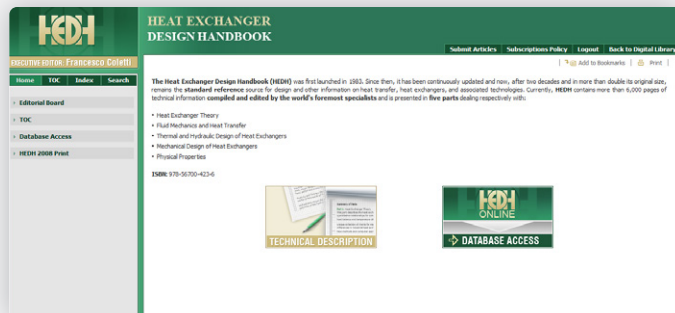 HEDH
EXECUTIVE EDITOR: Francesco Coletti
HEAT EXCHANGER
DESIGN HANDBOOK
Submit Articles | Subscriptions Policy | Logout | Back to Digital Library
Home TOC Index Search
Add to Bookmarks | Print |
Editorial Board
TOC
Database Access
HEDH 2008 Print
The Heat Exchanger Design Handbook (HEDH) was first launched in 1983. Since then, it has been continuously updated and now, after two decades and in more than double its original size,
remains the standard reference source for design and other information on heat transfer, heat exchangers, and associated technologies. Currently, HEDH contains more than 6,000 pages of
technical information compiled and edited by the world's foremost specialists and is presented in five parts dealing respectively with:
• Heat Exchanger Theory
• Fluid Mechanics and Heat Transfer
• Thermal and Hydraulic Design of Heat Exchangers
• Mechanical Design of Heat Exchangers
• Physical Properties
ISBN: 978-56700-423-6
TECHNICAL DESCRIPTION
HEDH
ONLINE
DATABASE ACCESS